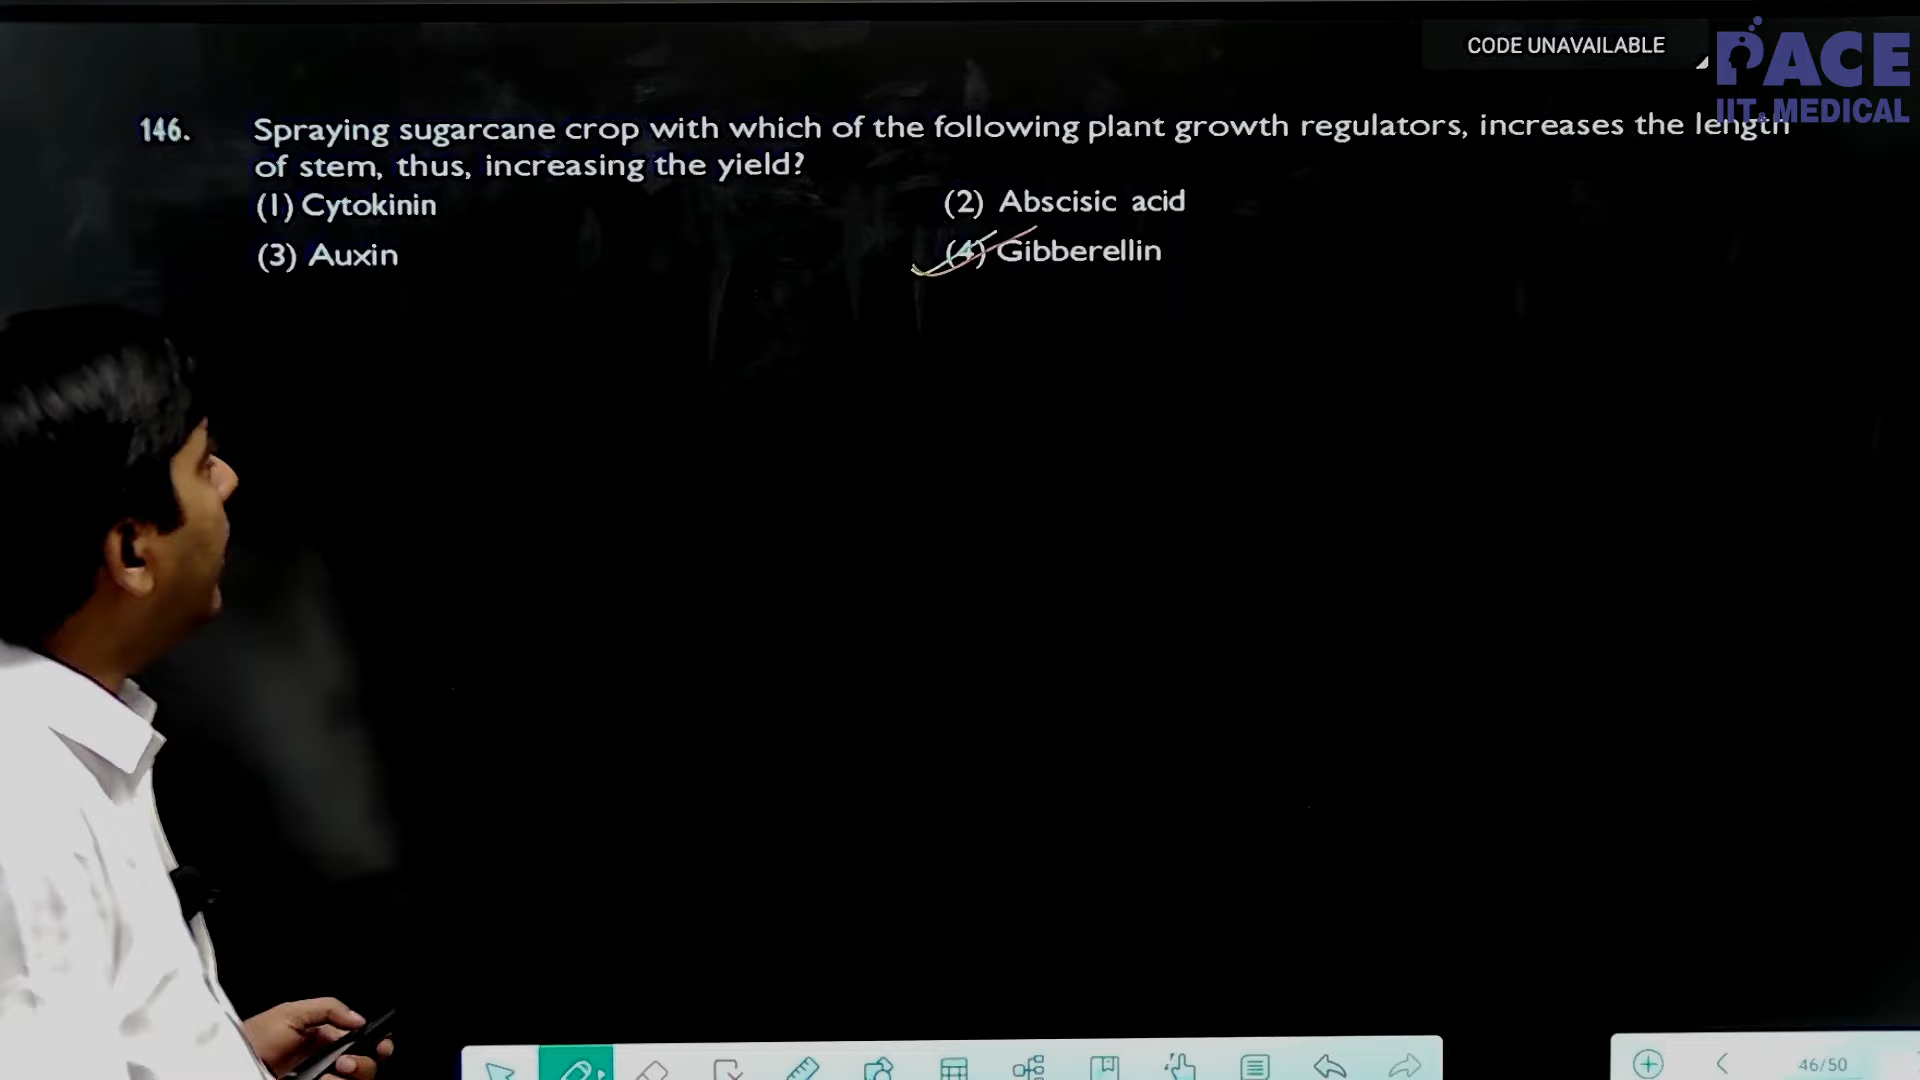 CODE UNAVAILABLE
PACE
IIT & MEDICAL
146. Spraying sugarcane crop with which of the following plant growth regulators, increases the length
of stem, thus, increasing the yield?
(1) Cytokinin (2) Abscisic acid
(3) Auxin (4) Gibberellin
46/50